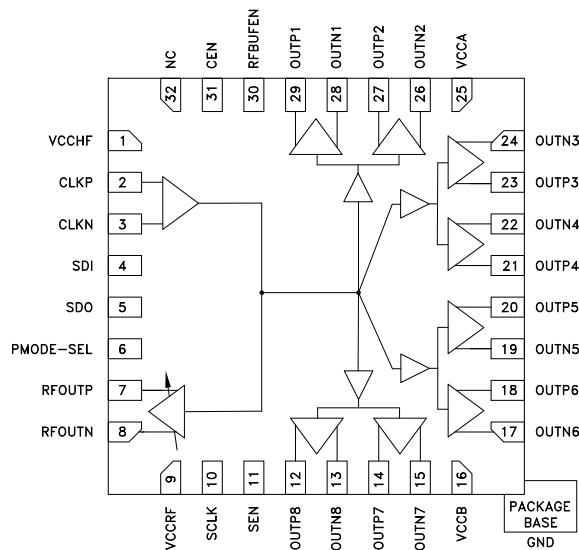 NC
CEN
RFBUFEN
OUTP1
OUTN1
OUTP2
OUTN2
VCCA
32
31
30
29
28
27
26
25
VCCHF 1
24 OUTN3
CLKP 2
23 OUTP3
CLKN 3
22 OUTN4
SDI 4
21 OUTP4
SDO 5
20 OUTP5
PMODE-SEL 6
19 OUTN5
RFOUTP 7
18 OUTP6
RFOUTN 8
17 OUTN6
9
10
11
12
13
14
15
16
VCCRF
SCLK
SEN
OUTP8
OUTN8
OUTP7
OUTN7
VCCB
PACKAGE
BASE
GND